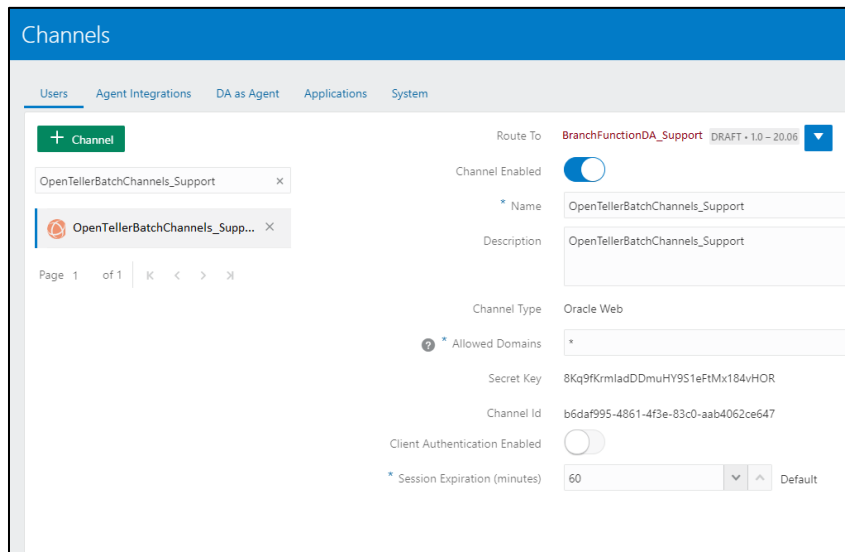 Channels
Users Agent Integrations DA as Agent Applications System
+ Channel
OpenTellerBatchChannels_Support ×
OpenTellerBatchChannels_Supp... ×
Page 1 of 1
Route To BranchFunctionDA_Support DRAFT • 1.0 – 20.06
Channel Enabled
* Name OpenTellerBatchChannels_Support
Description OpenTellerBatchChannels_Support
Channel Type Oracle Web
? * Allowed Domains *
Secret Key 8Kq9fKrmladDDmuHY9S1eFtMx184vHOR
Channel Id b6daf995-4861-4f3e-83c0-aab4062ce647
Client Authentication Enabled
* Session Expiration (minutes) 60 Default